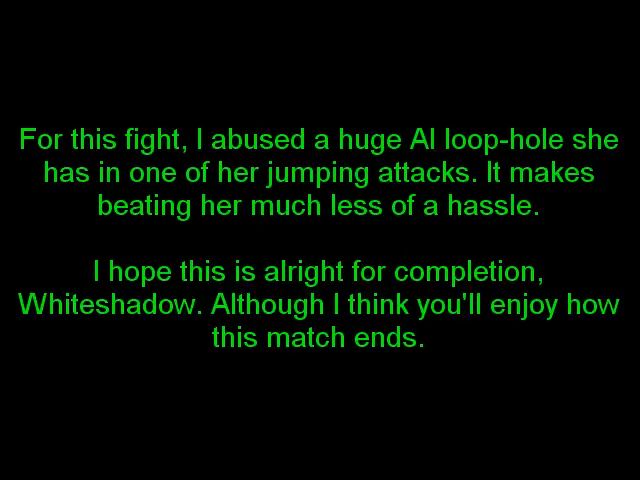 For this fight, I abused a huge AI loop-hole she
has in one of her jumping attacks. It makes
beating her much less of a hassle.
I hope this is alright for completion,
Whiteshadow. Although I think you'll enjoy how
this match ends.